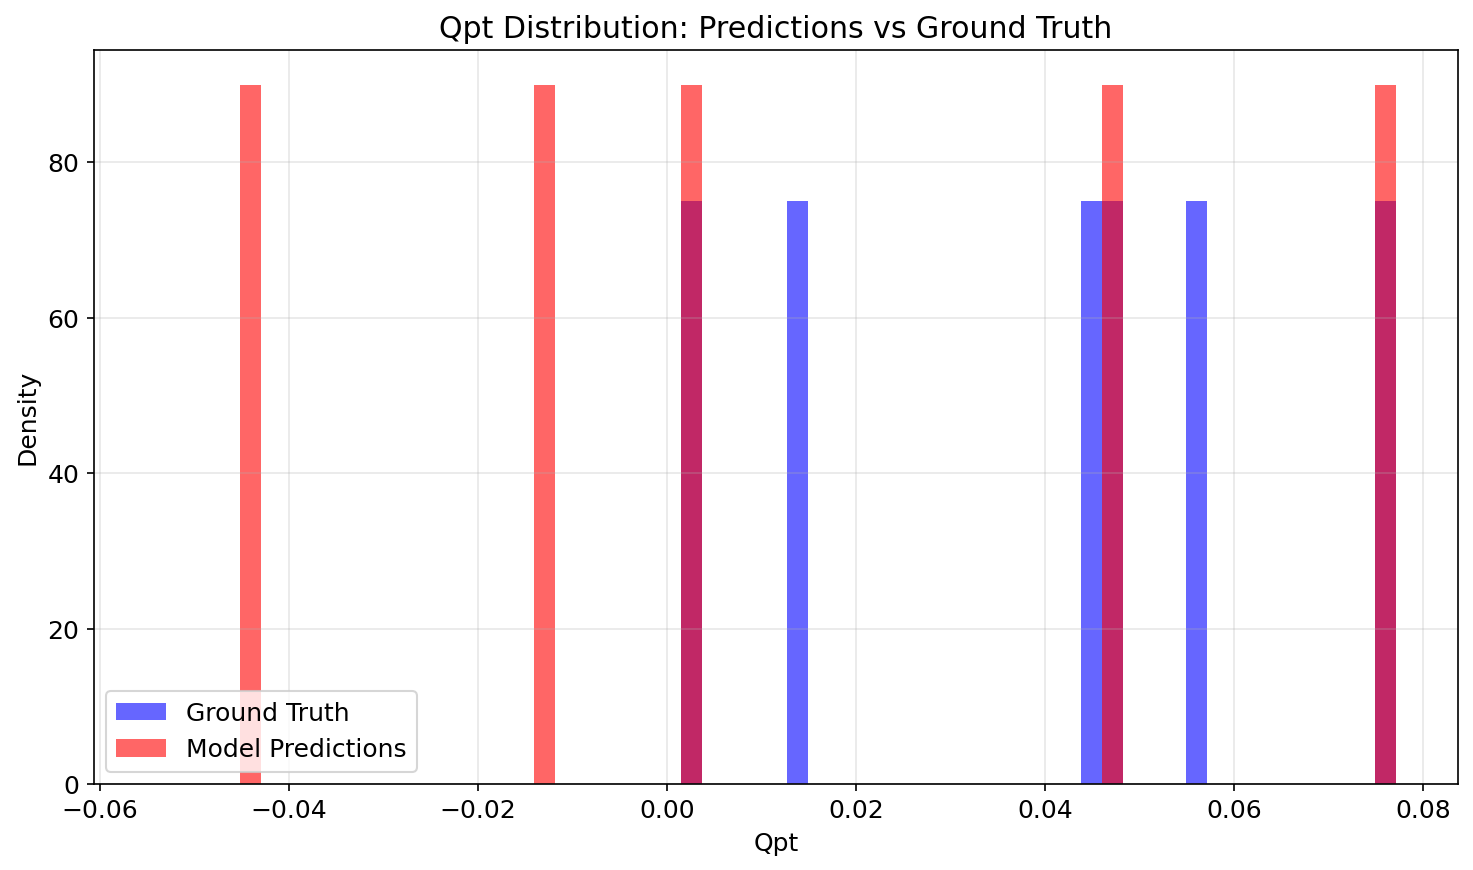 Qpt Distribution: Predictions vs Ground Truth
Density
80
60
40
20
0
Ground Truth
Model Predictions
−0.06 −0.04 −0.02 0.00 0.02 0.04 0.06 0.08
Qpt